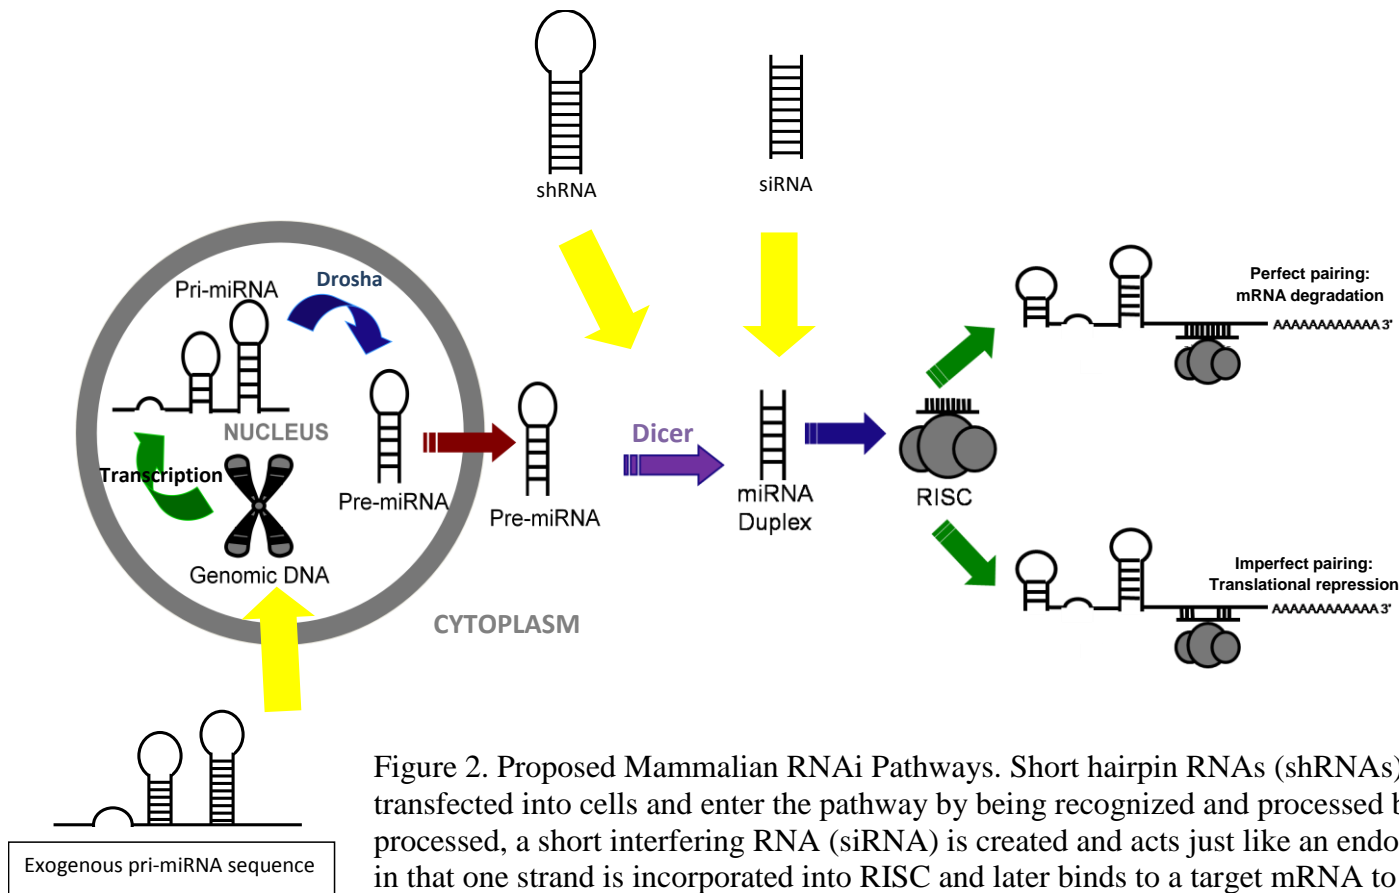 shRNA
siRNA
Drosha
Pri-miRNA
NUCLEUS
Transcription
Genomic DNA
Pre-miRNA
Pre-miRNA
CYTOPLASM
Dicer
miRNA
Duplex
RISC
Perfect pairing:
mRNA degradation
AAAAAAAAAAAA 3'
Imperfect pairing:
Translational repression
AAAAAAAAAAAA 3'
Exogenous pri-miRNA sequence
Figure 2. Proposed Mammalian RNAi Pathways. Short hairpin RNAs (shRNAs)
transfected into cells and enter the pathway by being recognized and processed
processed, a short interfering RNA (siRNA) is created and acts just like an
in that one strand is incorporated into RISC and later binds to a target mRNA to